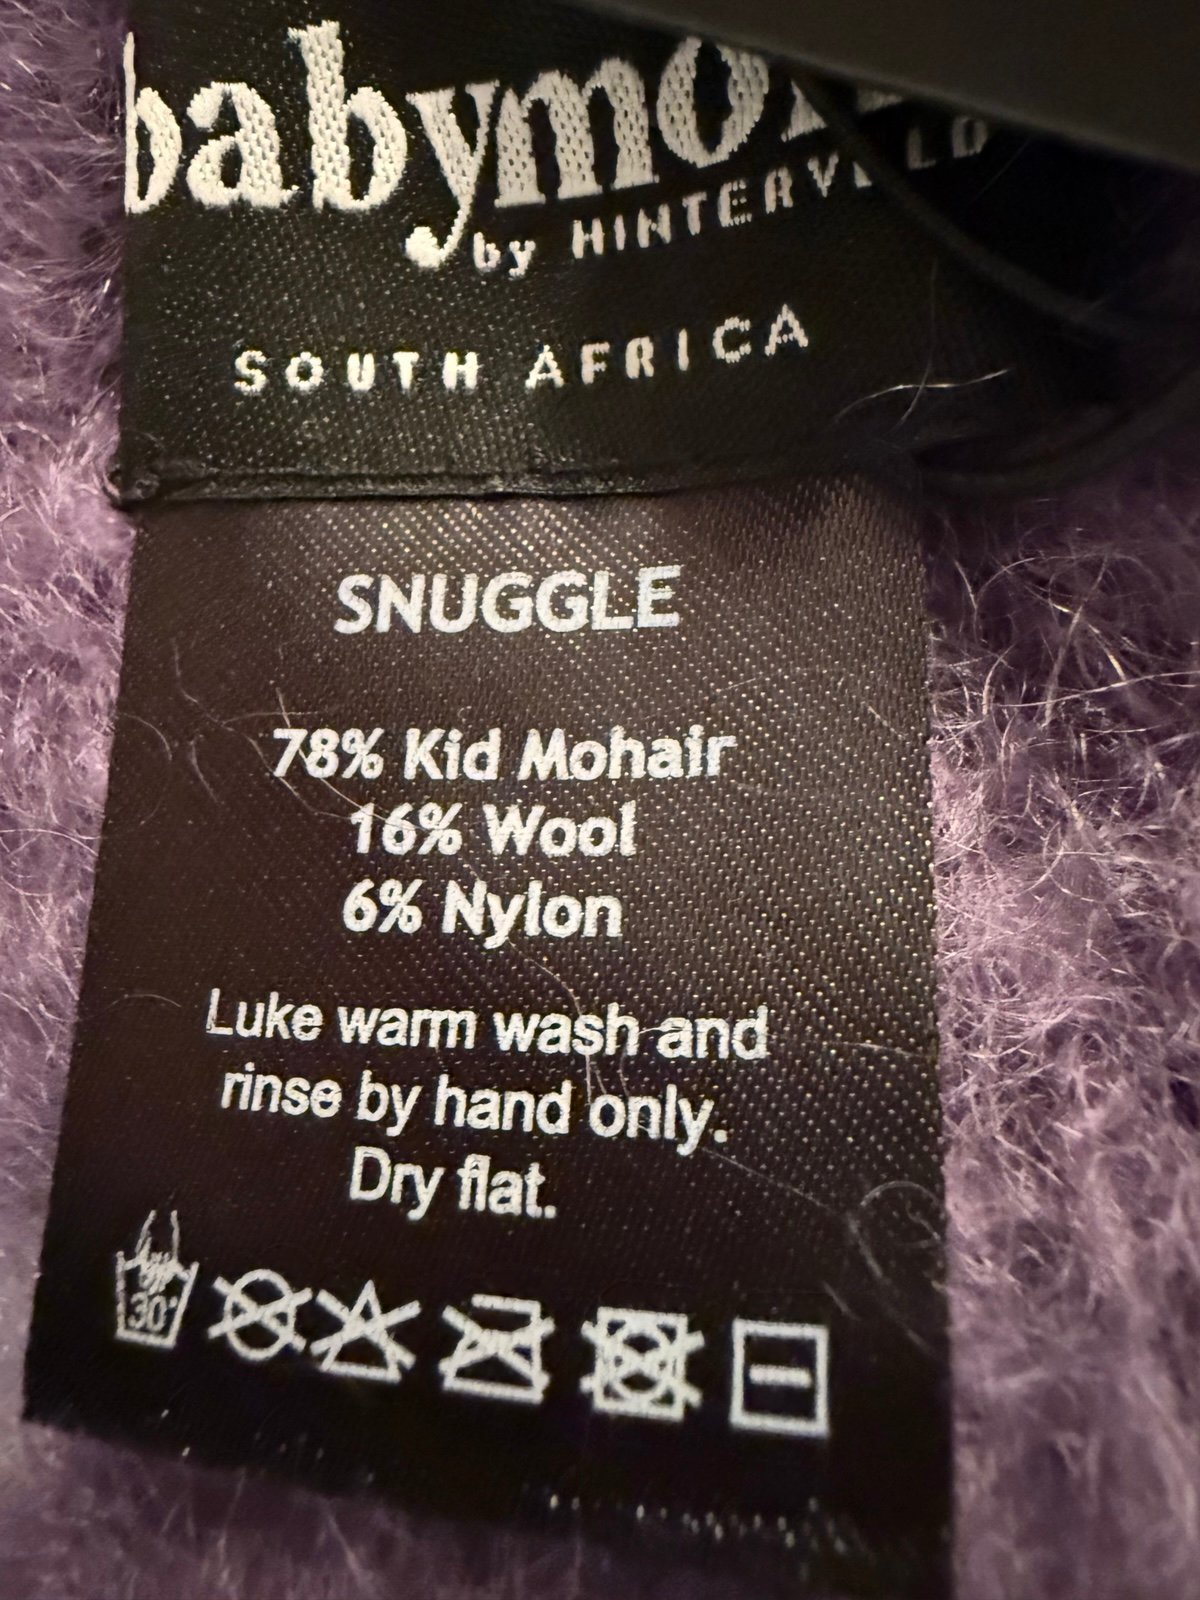 by
SOUTH AFRICA
SNUGGLE
78% Kid Mohair
16% Wool
6% Nylon
Luke warm wash and
rinse by hand only.
Dry flat.
30°